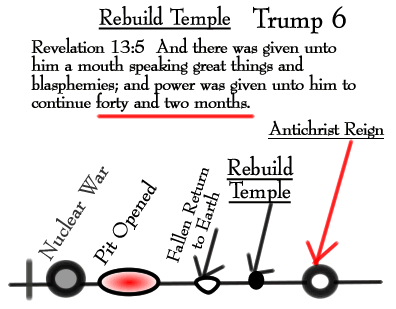 Rebuild Temple Trump 6
Revelation 13:5 And there was given unto
him a mouth speaking great things and
blasphemies; and power was given unto him to
continue forty and two months.
Antichrist Reign
Nuclear War
Pit Opened
Fallen Return
to Earth
Rebuild
Temple